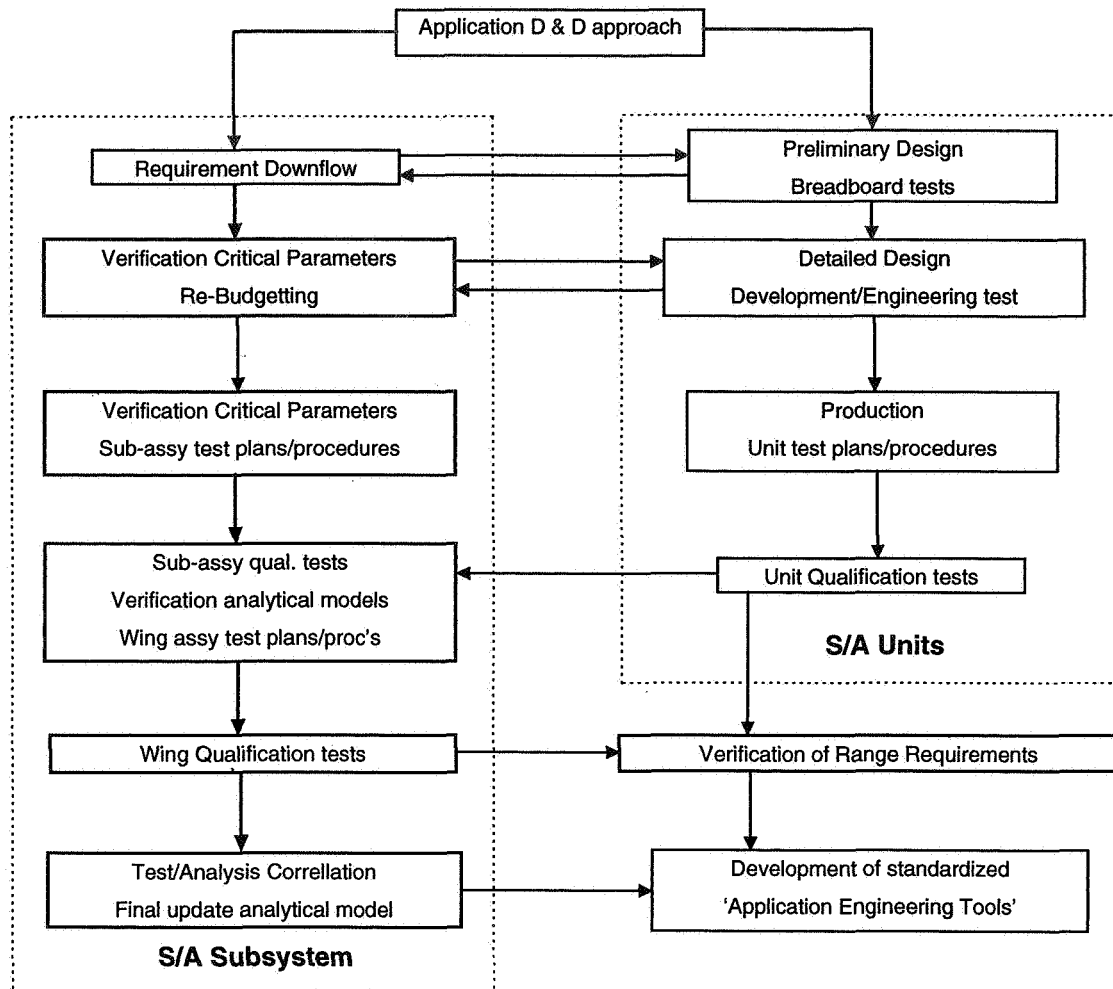 Application D & D approach
Requirement Downflow
Preliminary Design
Breadboard tests
Verification Critical Parameters
Re-Budgetting
Detailed Design
Development/Engineering test
Verification Critical Parameters
Sub-assy test plans/procedures
Production
Unit test plans/procedures
Sub-assy qual. tests
Verification analytical models
Wing assy test plans/proc's
Unit Qualification tests
S/A Units
Wing Qualification tests
Verification of Range Requirements
Test/Analysis Correllation
Final update analytical model
Development of standardized
'Application Engineering Tools'
S/A Subsystem